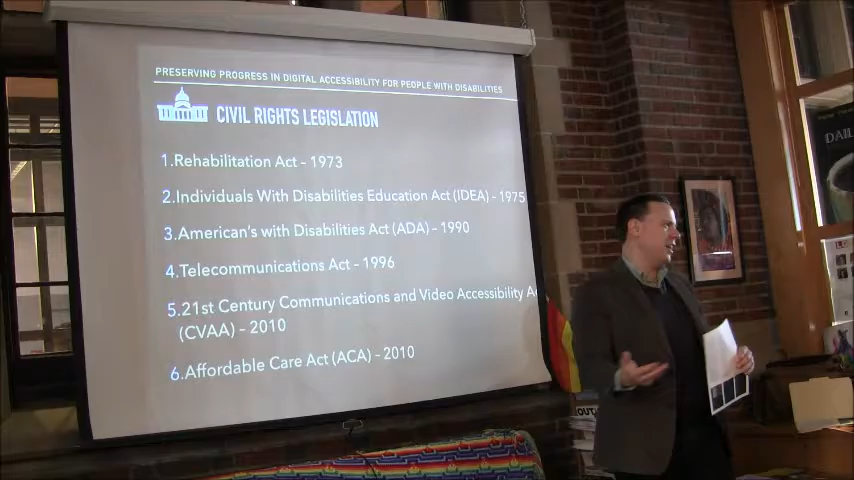 PRESERVING PROGRESS IN DIGITAL ACCESSIBILITY FOR PEOPLE WITH DISABILITIES
CIVIL RIGHTS LEGISLATION
1.Rehabilitation Act - 1973
2.Individuals With Disabilities Education Act (IDEA) - 1975
3.American's with Disabilities Act (ADA) - 1990
4.Telecommunications Act - 1996
5.21st Century Communications and Video Accessibility A
(CVAA) - 2010
6.Affordable Care Act (ACA) - 2010
DAIL